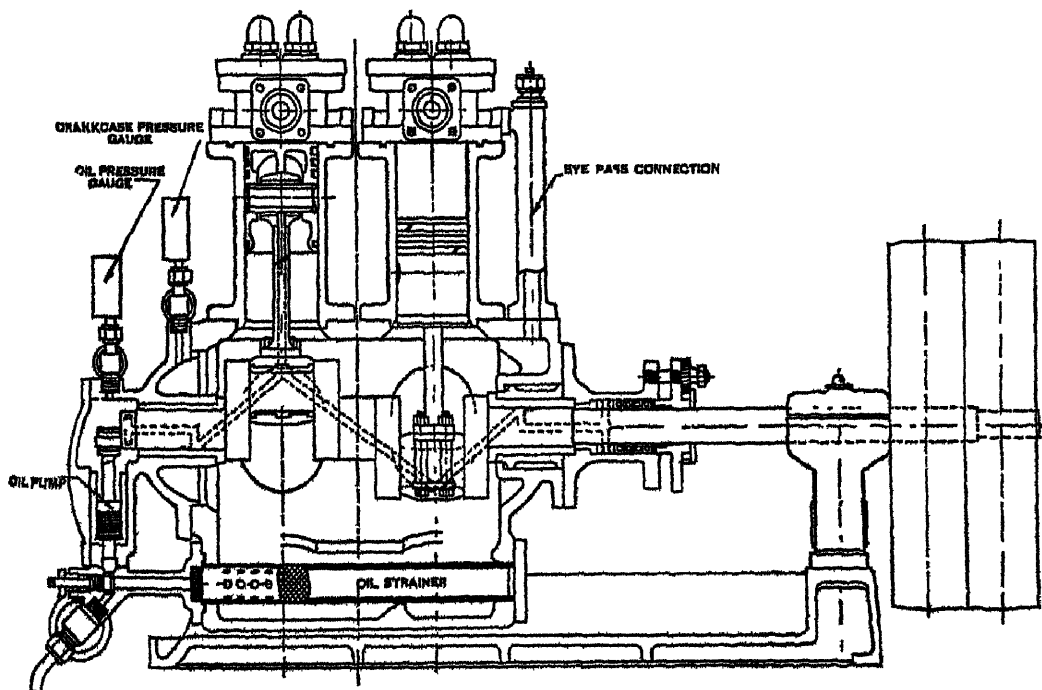 CRANKCASE PRESSURE
GAUGE
OIL PRESSURE
GAUGE
BYE PASS CONNECTION
OIL PUMP
OIL STRAINER